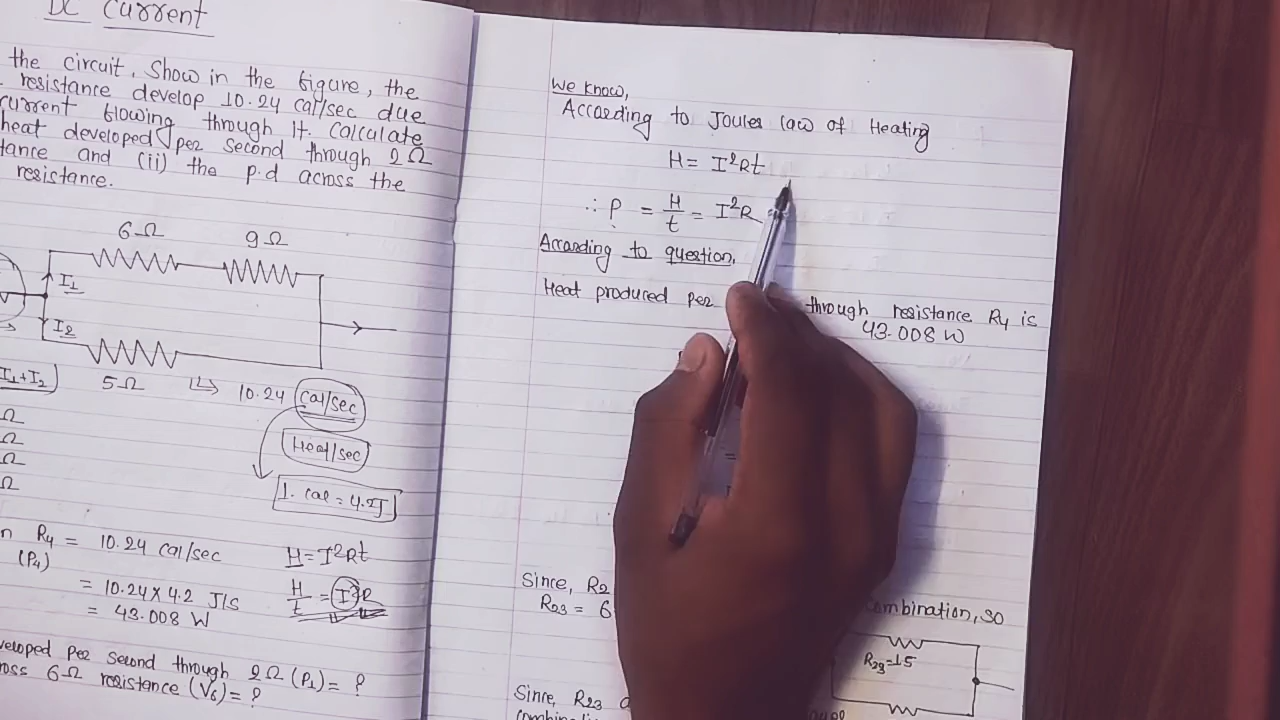 DC Current
the circuit, Show in the figure, the
resistance develop 10.24 cal/sec due
current flowing through it. Calculate
heat developed per second through 2Ω
tance and (ii) the p.d across the
resistance.
6Ω 9Ω
I1
I2
I1+I2)
5Ω ↳ 10.24 cal/sec
Ω
Ω
Ω
Ω
Heat/sec
1 cal = 4.2J
n R4 = 10.24 cal/sec
(P4)
= 10.24 x 4.2 J/s
= 43.008 W
H = I²Rt
H/t = I²R
veloped per second through 2Ω (P1) = ?
ross 6Ω resistance (V6) = ?
We know,
According to Joules law of Heating
H = I²Rt
∴ P = H/t = I²R
According to question,
Heat produced per through resistance R4 is
43.008 W
=
Since, R2
R23 = 6
combination, so
R23=15
Since, R23